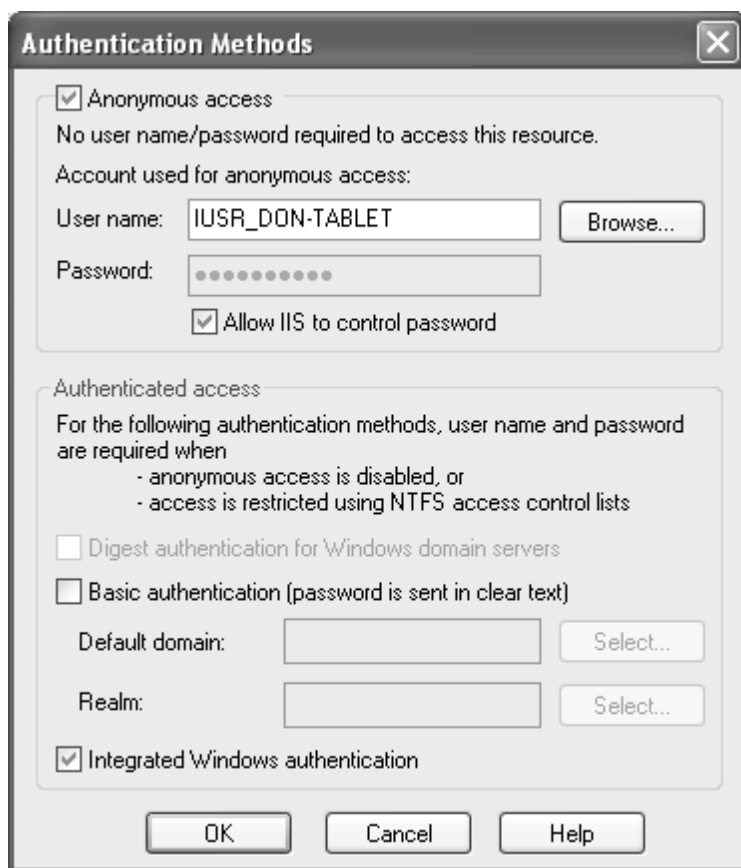 Authentication Methods
Anonymous access
No user name/password required to access this resource.
Account used for anonymous access:
User name: IUSR_DON-TABLET Browse...
Password: ●●●●●●●●●●
Allow IIS to control password
Authenticated access
For the following authentication methods, user name and password
are required when
- anonymous access is disabled, or
- access is restricted using NTFS access control lists
Digest authentication for Windows domain servers
Basic authentication (password is sent in clear text)
Default domain: Select...
Realm: Select...
Integrated Windows authentication
OK Cancel Help